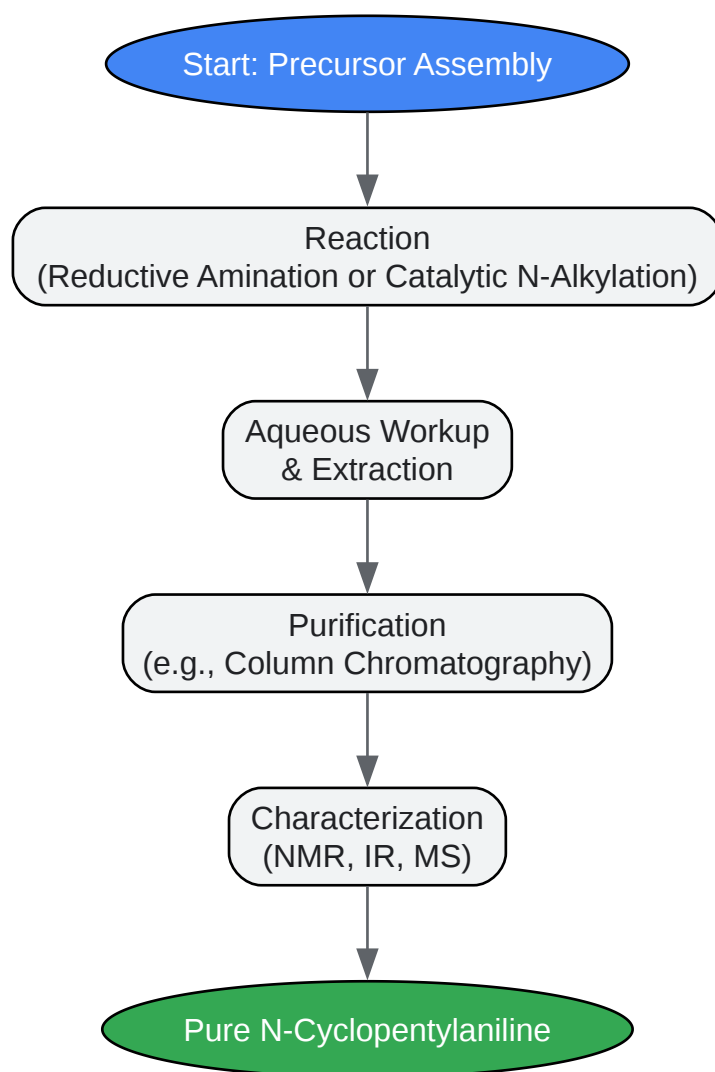 Start: Precursor Assembly
Reaction
(Reductive Amination or Catalytic N-Alkylation)
Aqueous Workup
& Extraction
Purification
(e.g., Column Chromatography)
Characterization
(NMR, IR, MS)
Pure N-Cyclopentylaniline